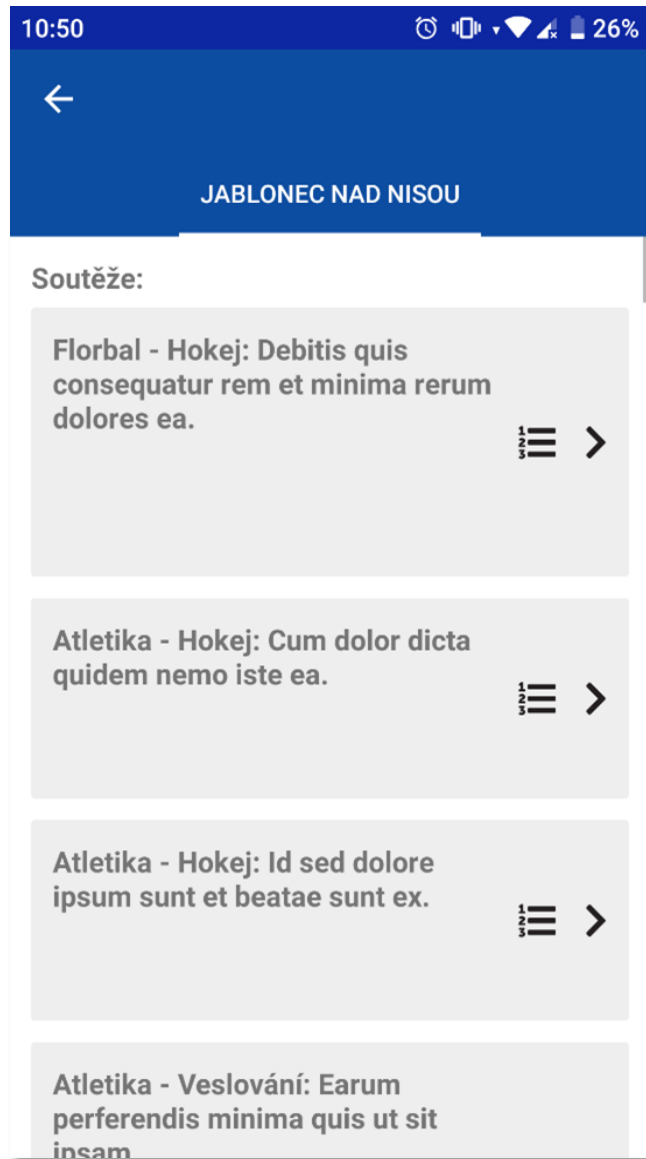 10:50 26%
JABLONEC NAD NISOU
Soutěže:
Florbal - Hokej: Debitis quis
consequatur rem et minima rerum
dolores ea.
Atletika - Hokej: Cum dolor dicta
quidem nemo iste ea.
Atletika - Hokej: Id sed dolore
ipsum sunt et beatae sunt ex.
Atletika - Veslování: Earum
perferendis minima quis ut sit
ipsam